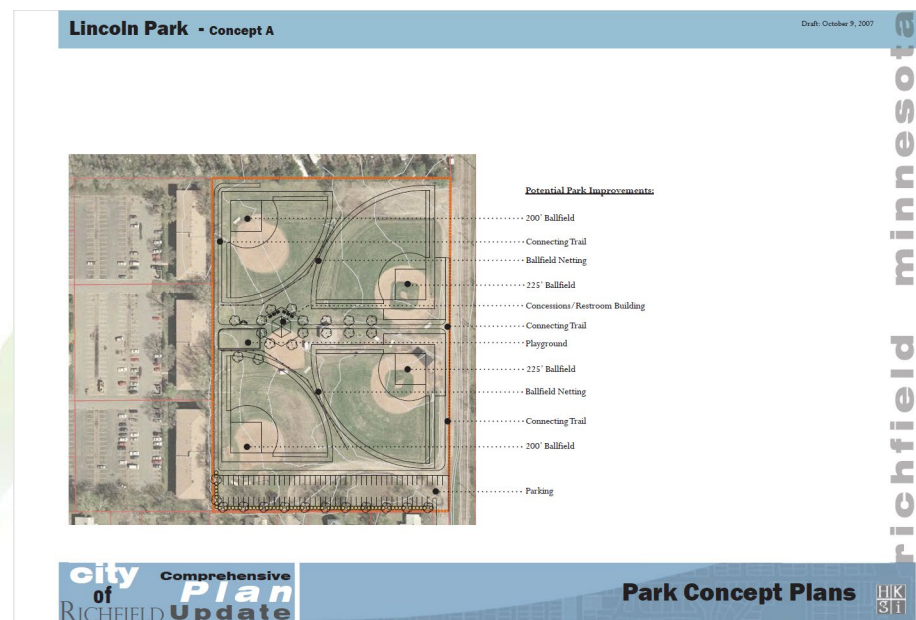 Lincoln Park - Concept A
Draft: October 9, 2007
richfield minnesota
Potential Park Improvements:
200' Ballfield
Connecting Trail
Ballfield Netting
225' Ballfield
Concessions/Restroom Building
Connecting Trail
Playground
225' Ballfield
Ballfield Netting
Connecting Trail
200' Ballfield
Parking
city of RICHFIELD
Comprehensive
Plan
Update
Park Concept Plans
HK
Si